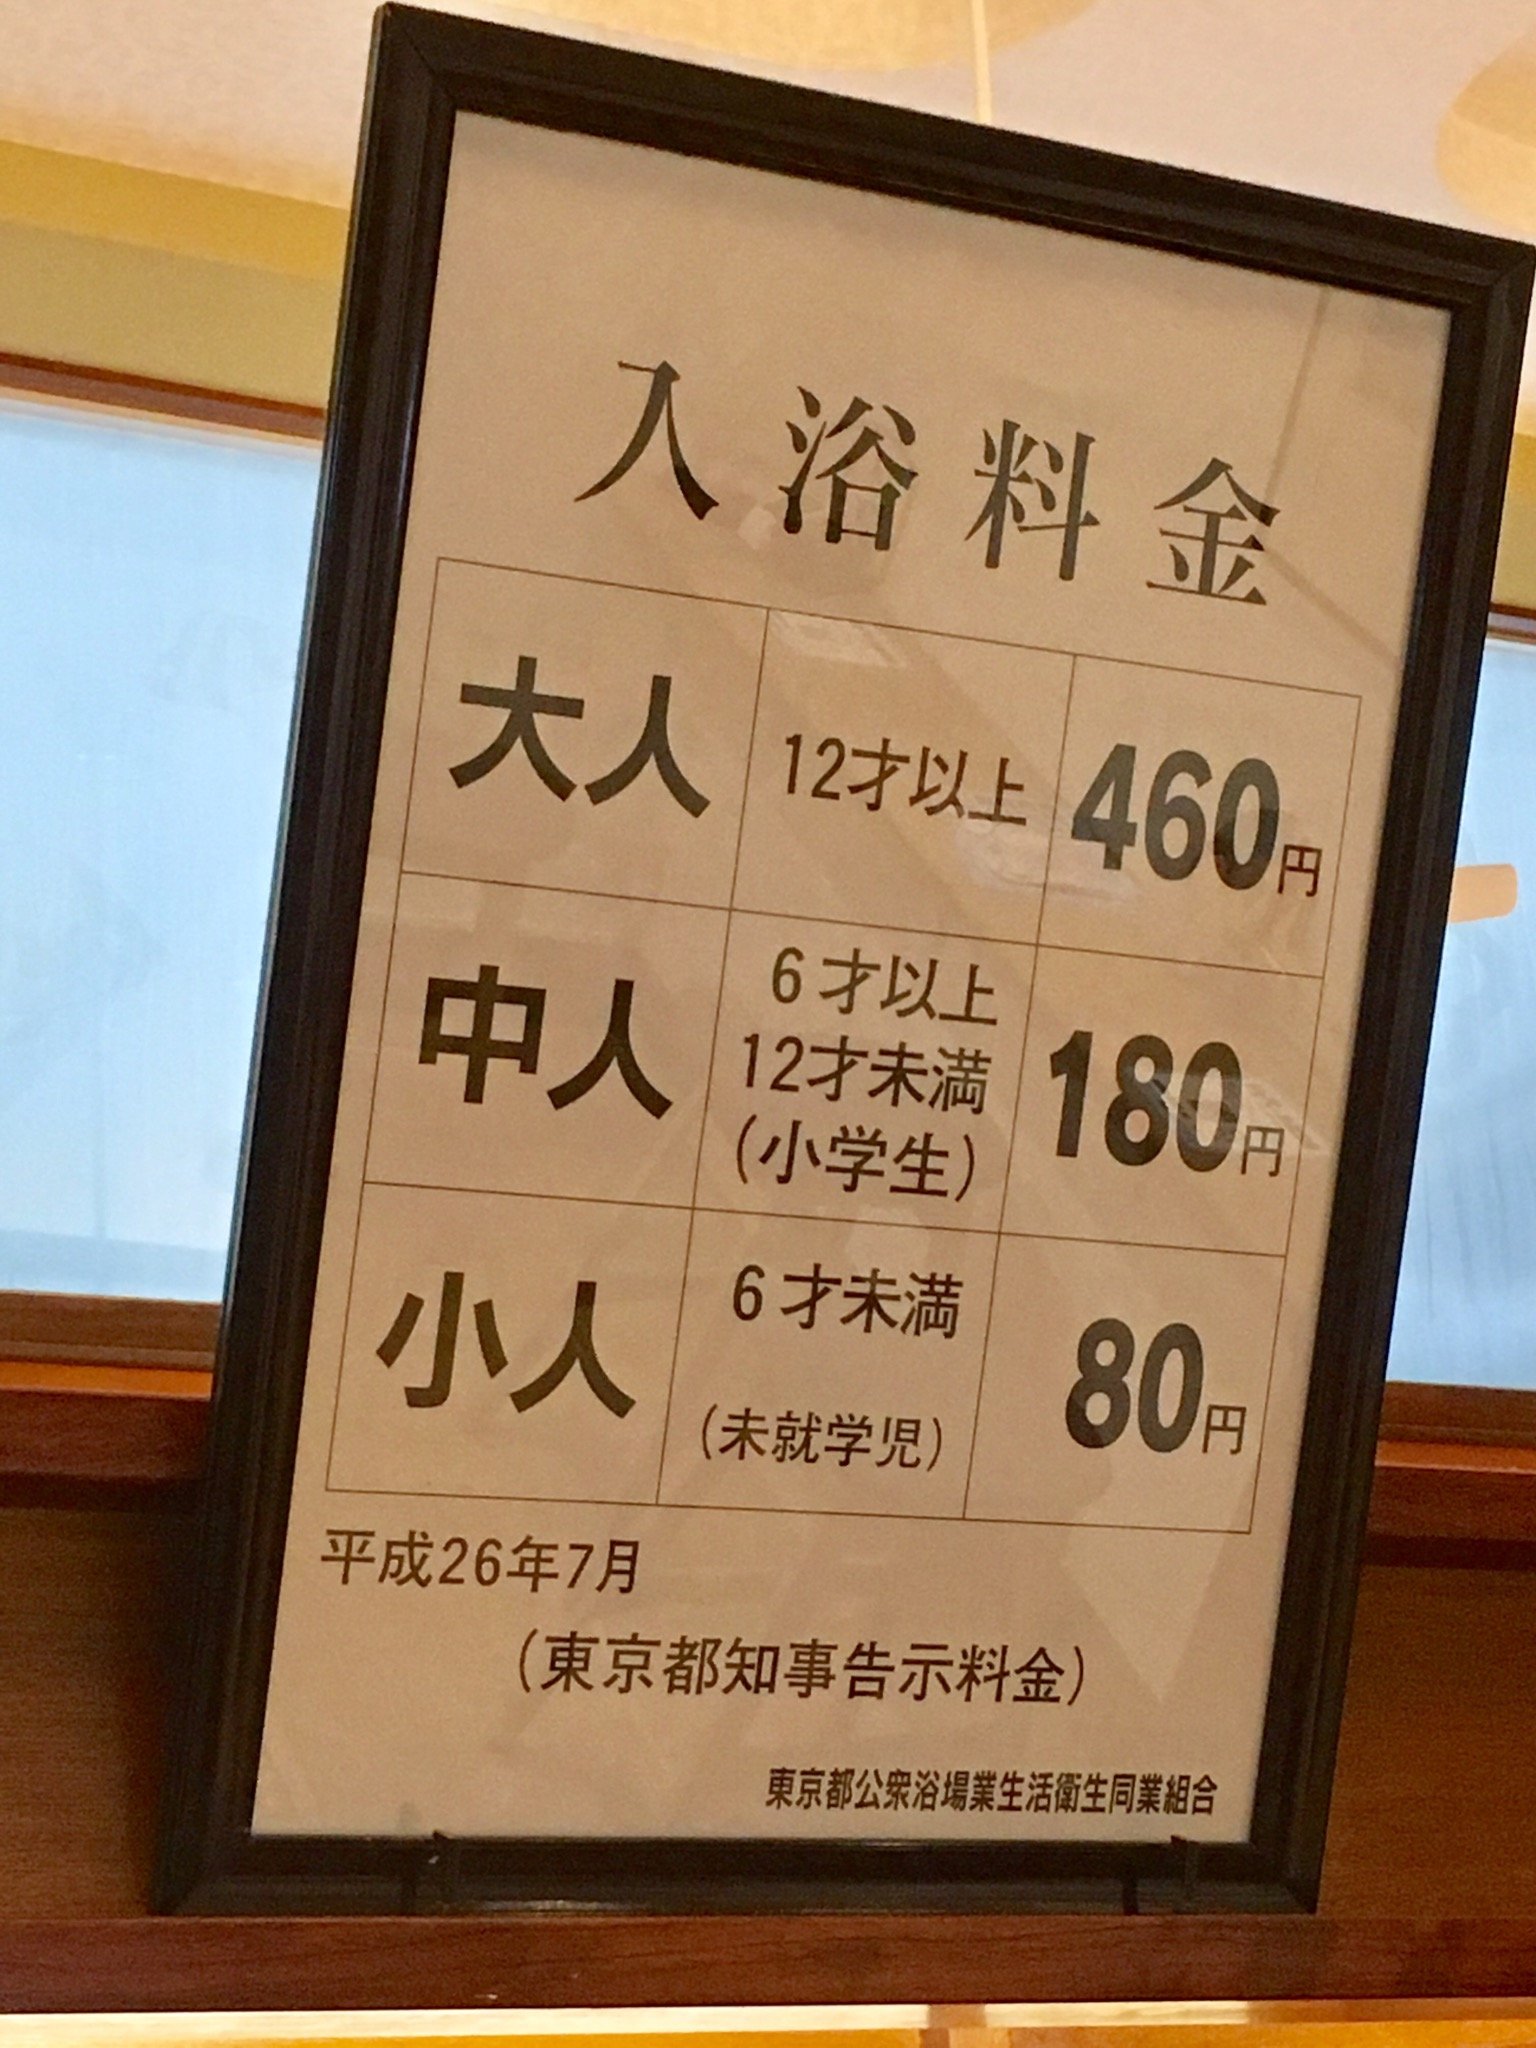 入浴料金
大人 12才以上 460円
中人 6才以上
12才未満
(小学生) 180円
小人 6才未満
(未就学児) 80円
平成26年7月
(東京都知事告示料金)
東京都公衆浴場業生活衛生同業組合